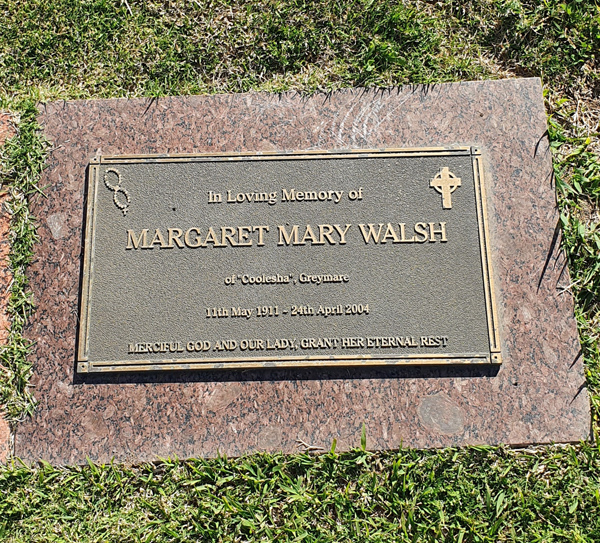 In Loving Memory of
MARGARET MARY WALSH
of "Coolesha", Greymare
11th May 1911 - 24th April 2004
MERCIFUL GOD AND OUR LADY, GRANT HER ETERNAL REST